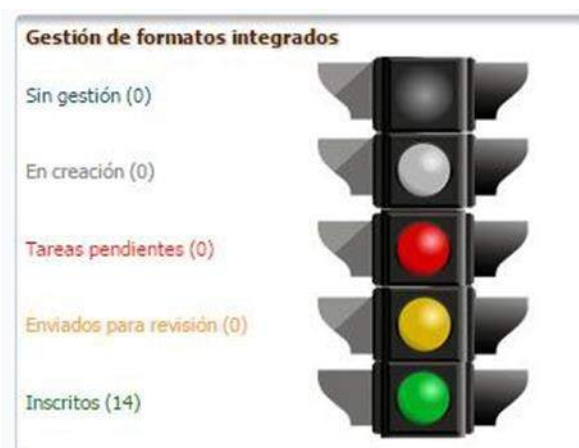 Gestión de formatos integrados
Sin gestión (0)
En creación (0)
Tareas pendientes (0)
Enviados para revisión (0)
Inscritos (14)